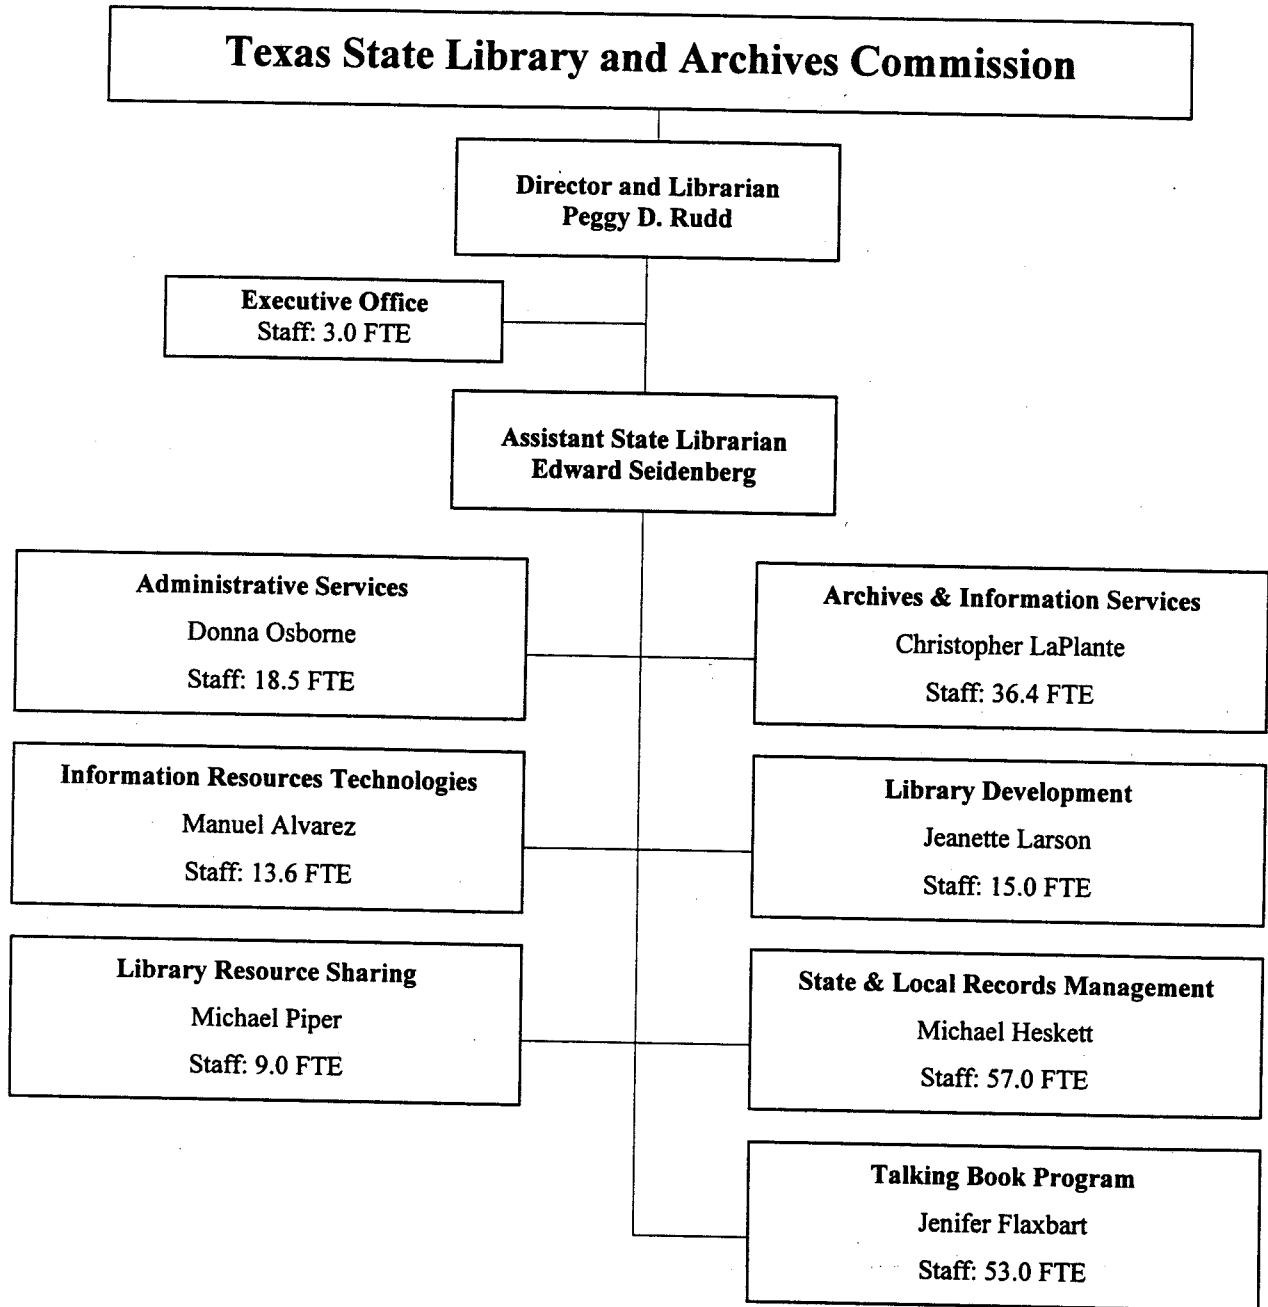 Texas State Library and Archives Commission
Director and Librarian
Peggy D. Rudd
Executive Office
Staff: 3.0 FTE
Assistant State Librarian
Edward Seidenberg
Administrative Services
Donna Osborne
Staff: 18.5 FTE
Archives & Information Services
Christopher LaPlante
Staff: 36.4 FTE
Information Resources Technologies
Manuel Alvarez
Staff: 13.6 FTE
Library Development
Jeanette Larson
Staff: 15.0 FTE
Library Resource Sharing
Michael Piper
Staff: 9.0 FTE
State & Local Records Management
Michael Heskett
Staff: 57.0 FTE
Talking Book Program
Jenifer Flaxbart
Staff: 53.0 FTE